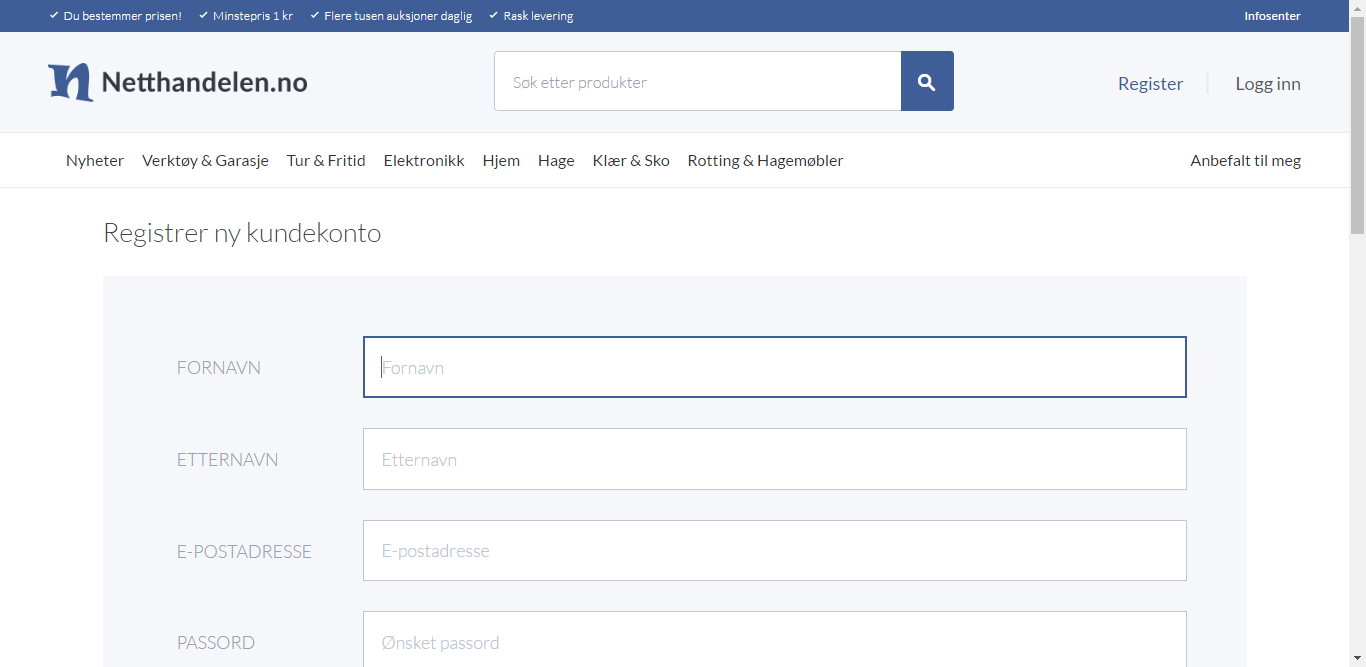 Du bestemmer prisen! Minstepris 1 kr Flere tusen auksjoner daglig Rask levering Infosenter
Netthandelen.no Søk etter produkter Register Logg inn
Nyheter Verktøy & Garasje Tur & Fritid Elektronikk Hjem Hage Klær & Sko Rotting & Hagemøbler Anbefalt til meg
Registrer ny kundekonto
FORNAVN Fornavn
ETTERNAVN Etternavn
E-POSTADRESSE E-postadresse
PASSORD Ønsket passord